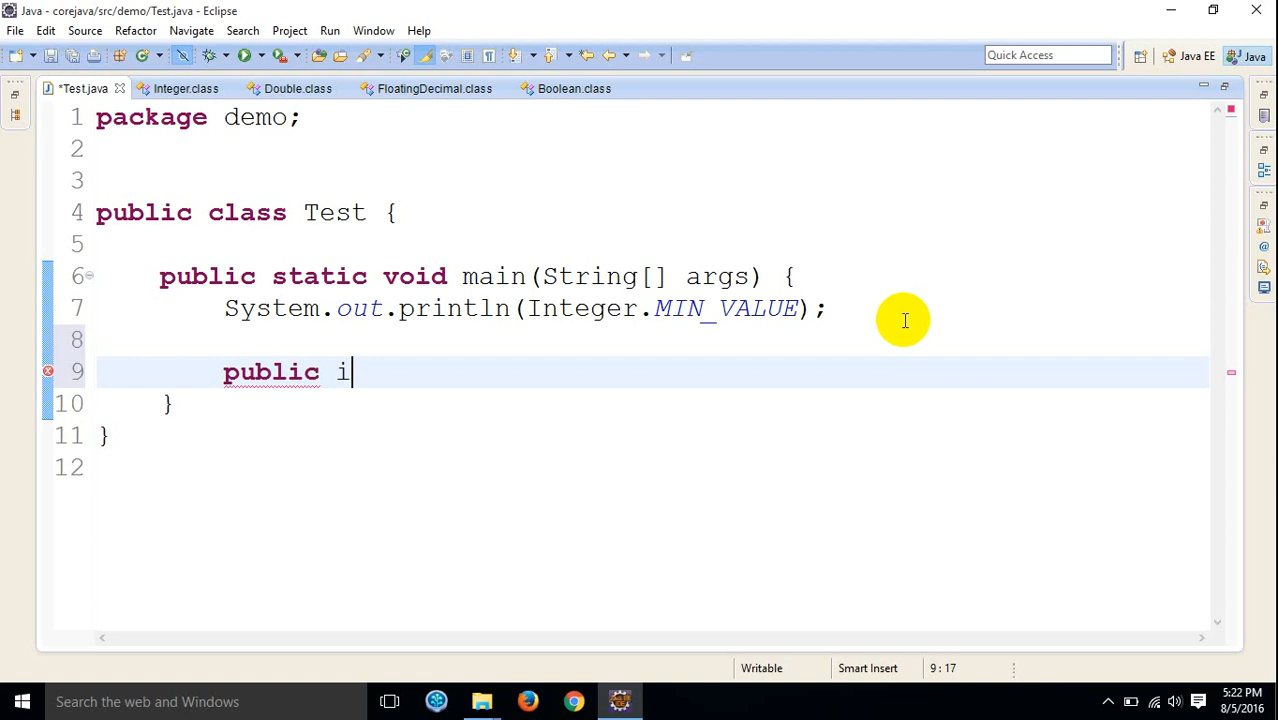 Java - corejava/src/demo/Test.java - Eclipse
File Edit Source Refactor Navigate Search Project Run Window Help
Quick Access Java EE Java
*Test.java Integer.class Double.class FloatingDecimal.class Boolean.class
1 package demo;
2
3
4 public class Test {
5
6 public static void main(String[] args) {
7 System.out.println(Integer.MIN_VALUE);
8
9 public i
10 }
11 }
12
Writable Smart Insert 9 : 17
Search the web and Windows
5:22 PM
8/5/2016